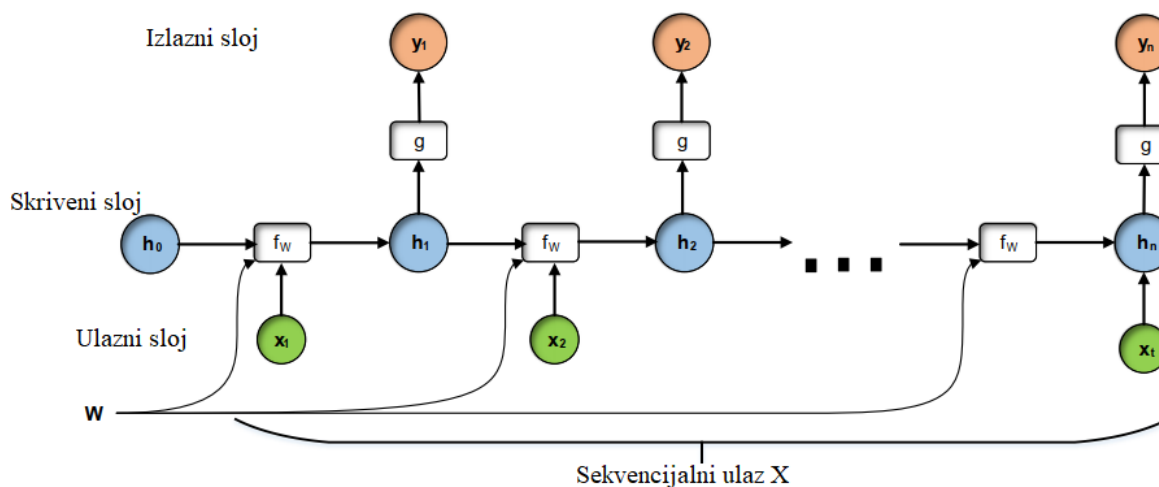 Izlazni sloj
y1 y2 yn
g g g
Skriveni sloj
h0 fW h1 fW h2 ... fW hn
Ulazni sloj
x1 x2 xt
W
Sekvencijalni ulaz X